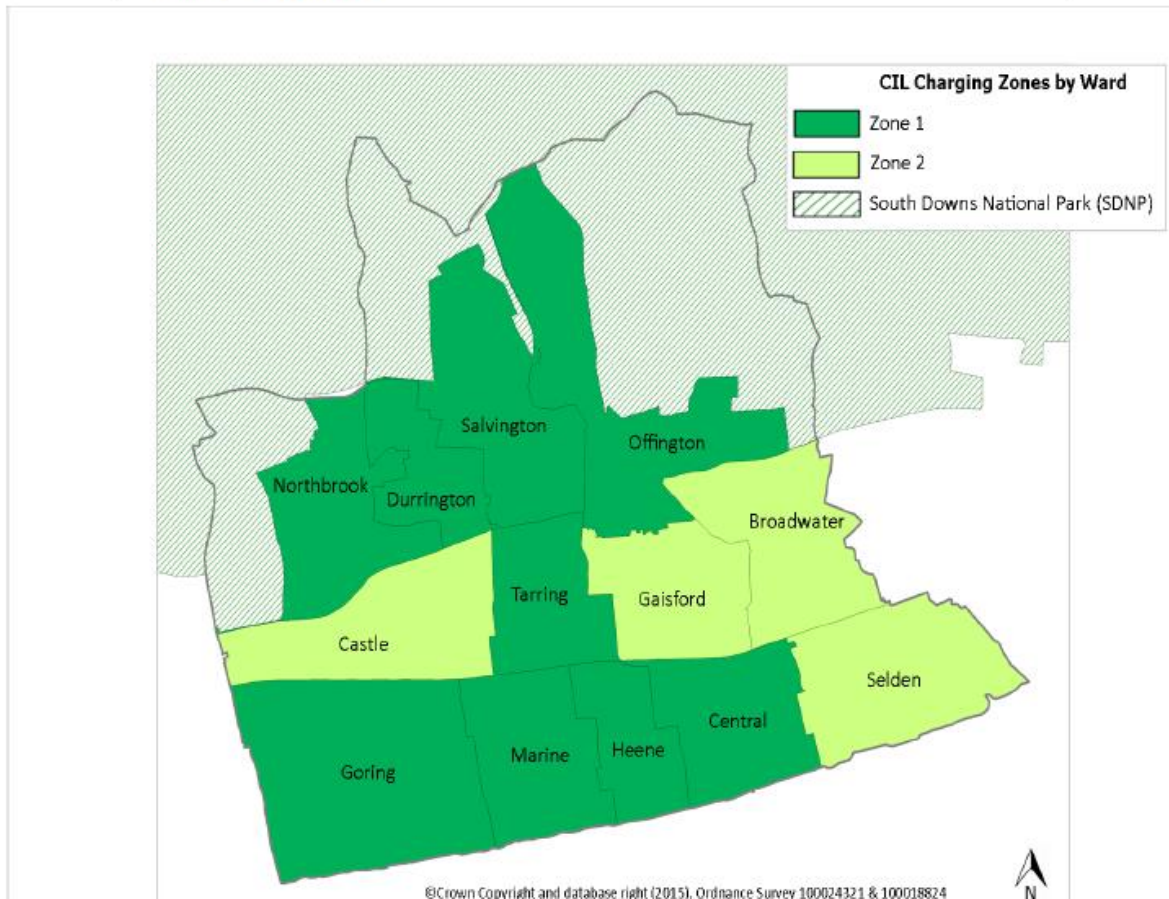 CIL Charging Zones by Ward
Zone 1
Zone 2
South Downs National Park (SDNP)
Salvington
Offington
Northbrook
Durrington
Broadwater
Tarring
Gaisford
Castle
Selden
Central
Marine
Heene
Goring
N
©Crown Copyright and database right (2015). Ordnance Survey 100024321 & 100018824